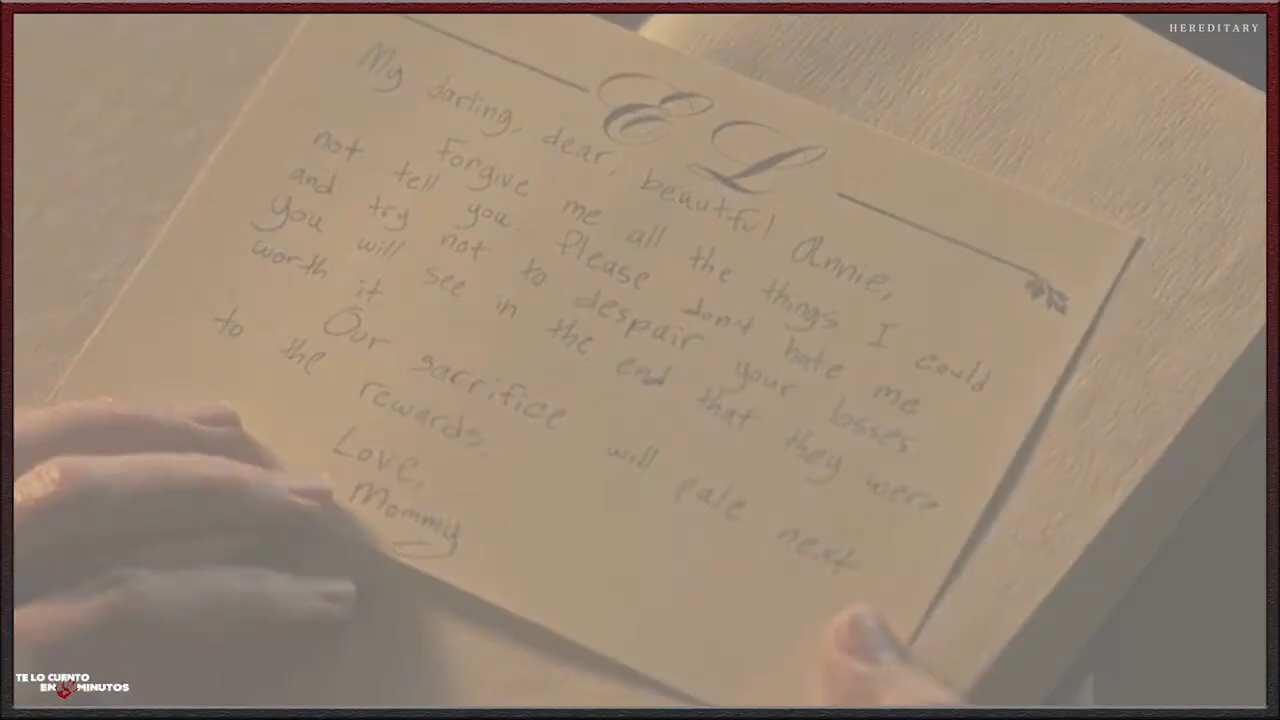 HEREDITARY
E L
My darling, dear, beautiful Annie,
Forgive me all the things I could
not tell you. Please don't hate me
and try not to despair your losses.
You will see in the end that they were
worth it.
Our sacrifice will pale next
to the rewards.
Love,
Mommy
TE LO CUENTO
EN MINUTOS